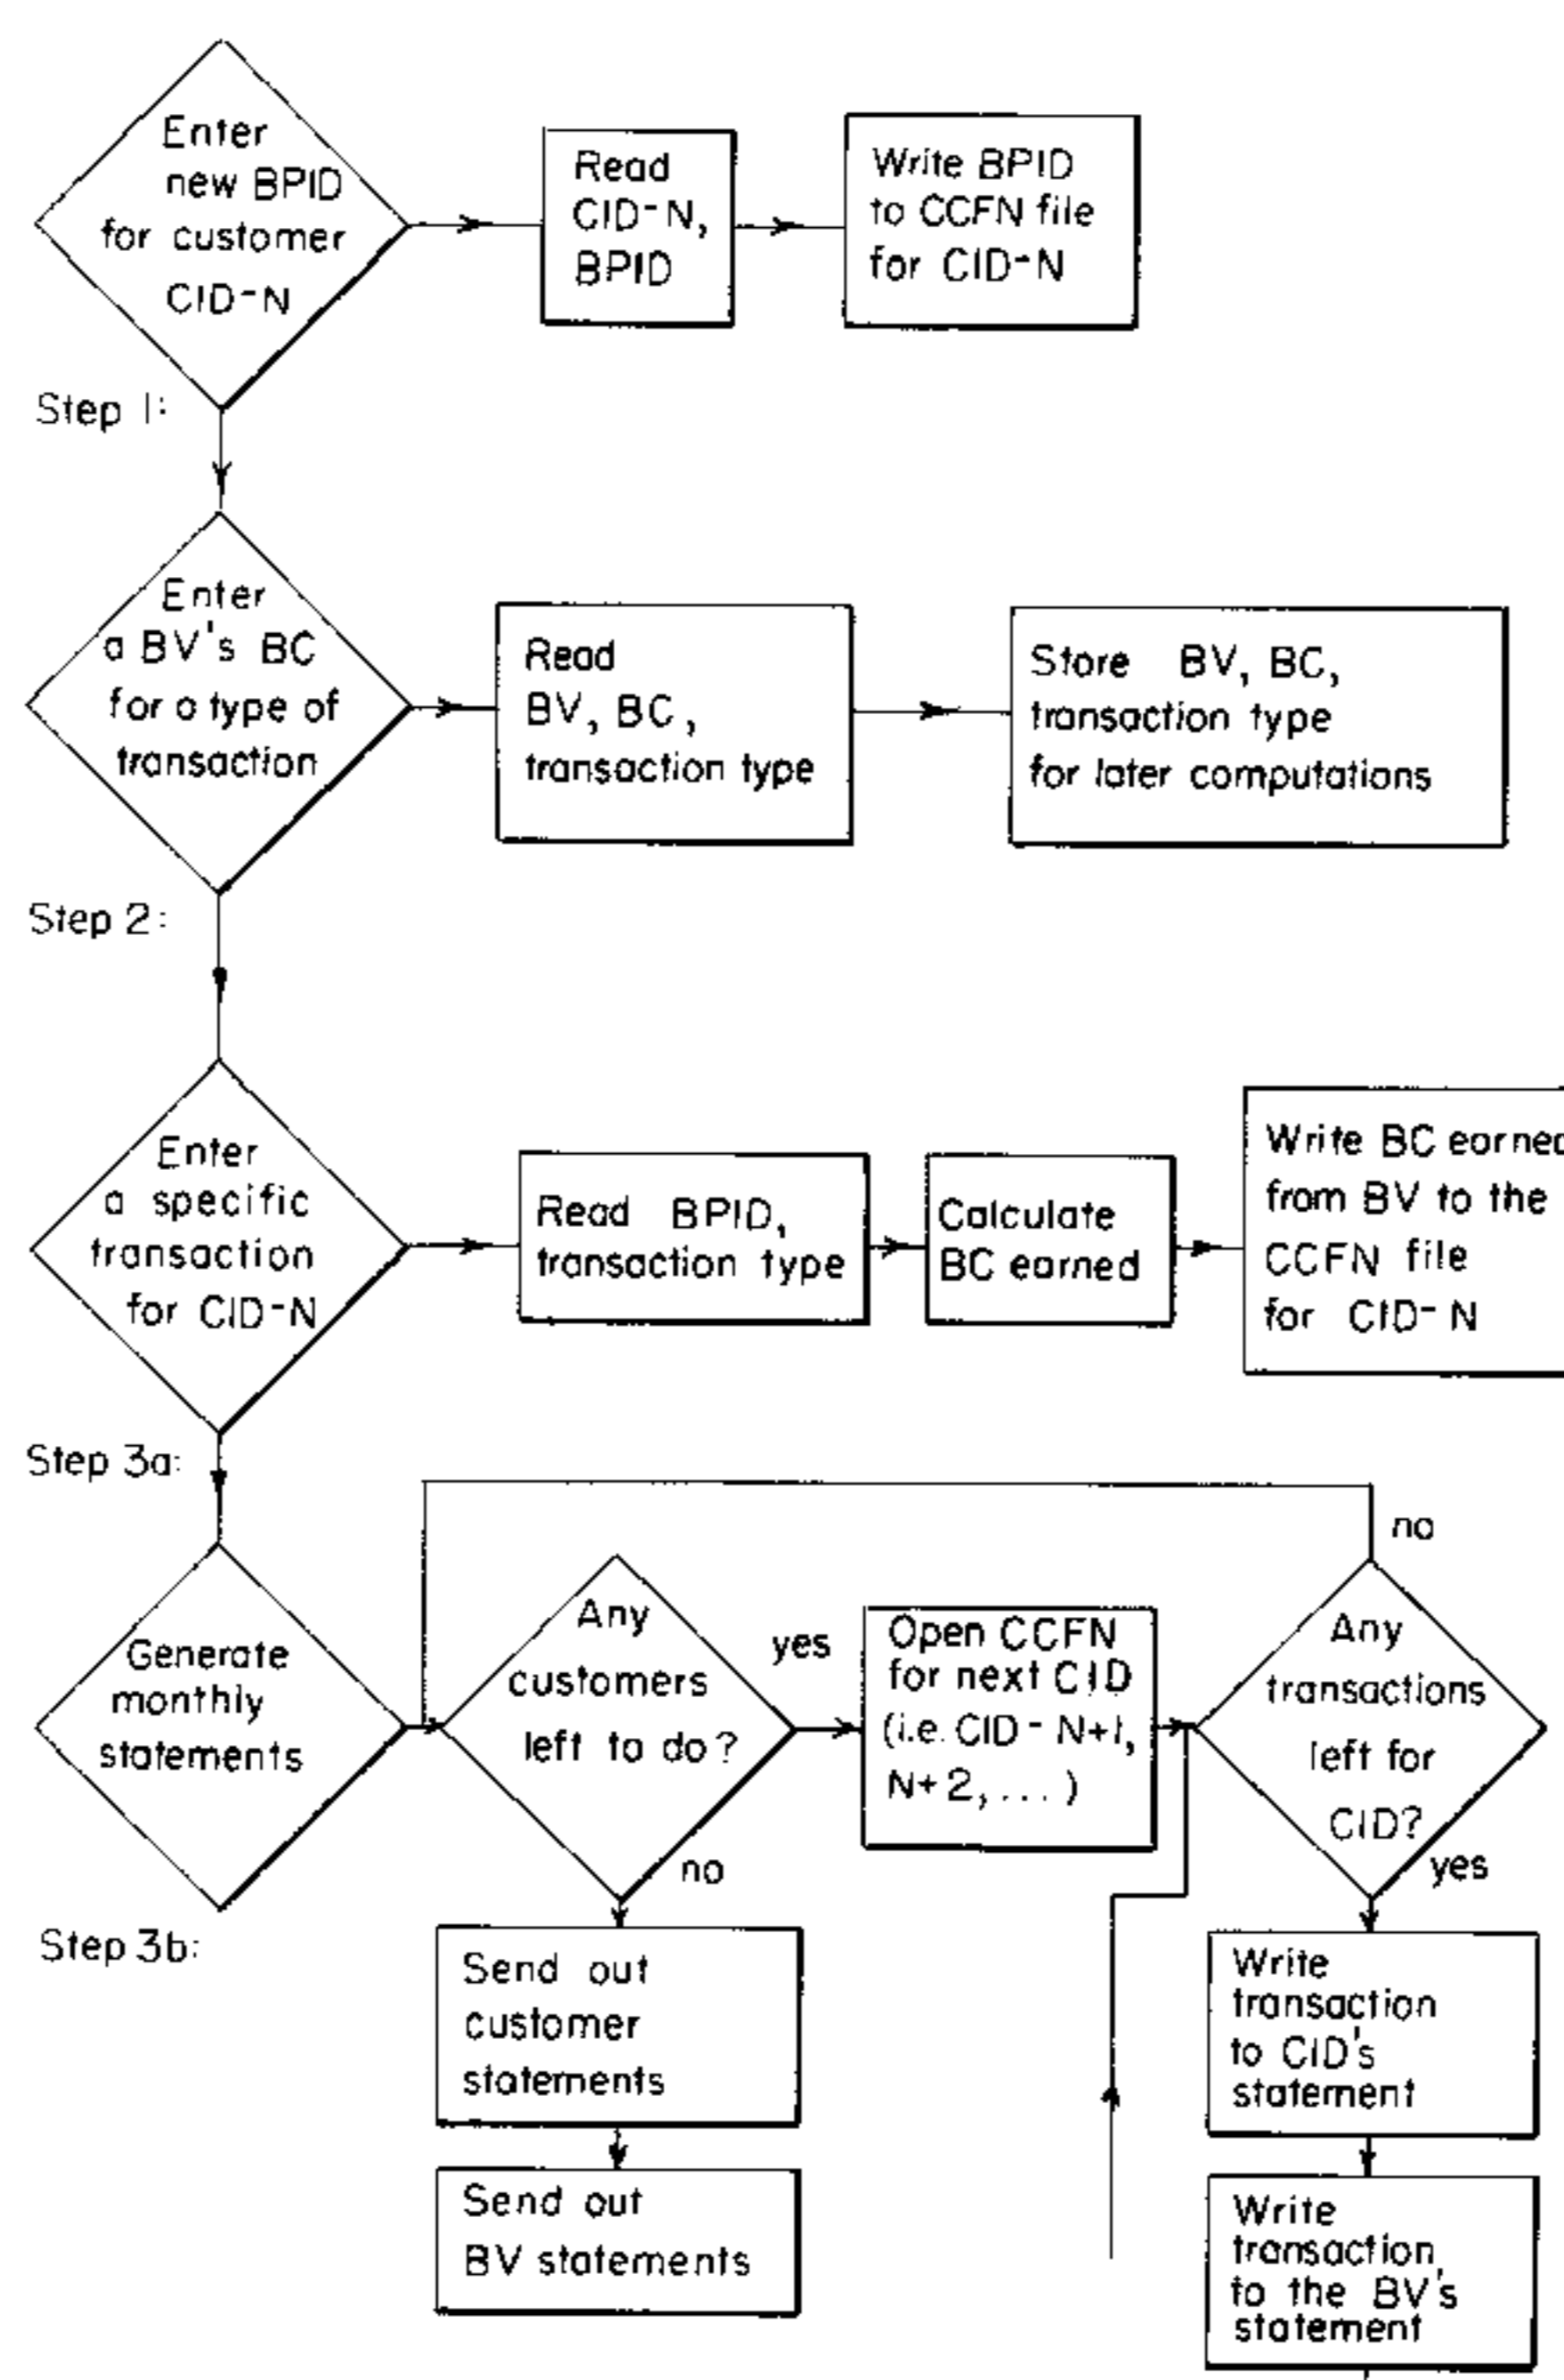 Enter
new BPID
for customer
CID-N
Read
CID-N,
BPID
Write BPID
to CCFN file
for CID-N
Step 1:
Enter
a BV's BC
for a type of
transaction
Read
BV, BC,
transaction type
Store BV, BC,
transaction type
for later computations
Step 2:
Enter
a specific
transaction
for CID-N
Read BPID,
transaction type
Calculate
BC earned
Write BC earned
from BV to the
CCFN file
for CID-N
Step 3a:
Generate
monthly
statements
Any
customers
left to do?
yes
no
Open CCFN
for next CID
(i.e. CID-N+1,
N+2, ...)
no
Any
transactions
left for
CID?
yes
Step 3b:
Send out
customer
statements
Send out
BV statements
Write
transaction
to CID's
statement
Write
transaction
to the BV's
statement